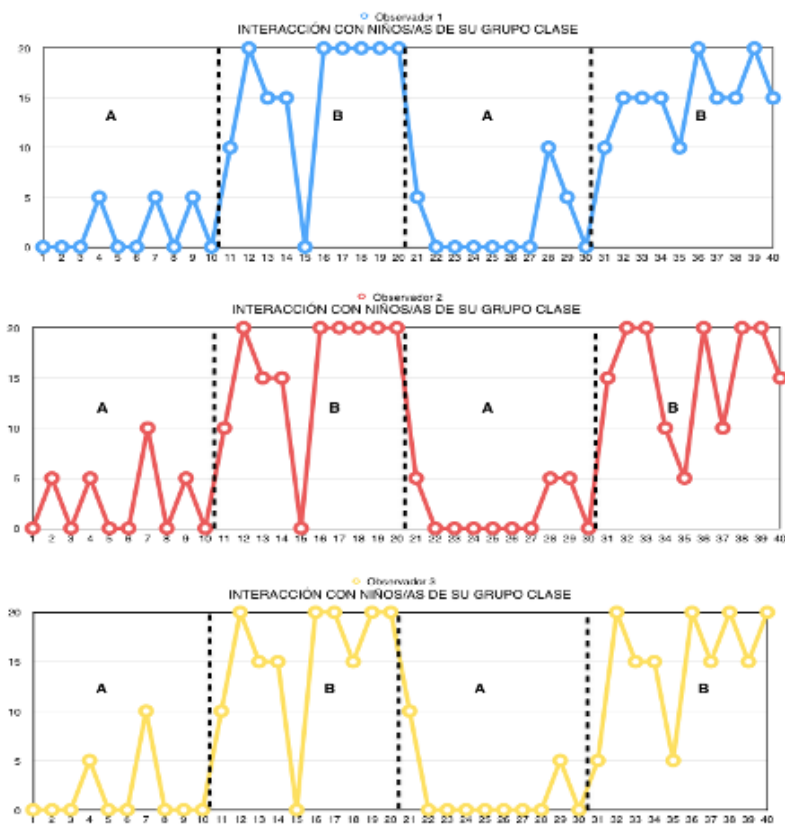 Observador 1
INTERACCIÓN CON NIÑOS/AS DE SU GRUPO CLASE
20
15
10
5
0
A
B
A
B
1 2 3 4 5 6 7 8 9 10 11 12 13 14 15 16 17 18 19 20 21 22 23 24 25 26 27 28 29 30 31 32 33 34 35 36 37 38 39 40
Observador 2
INTERACCIÓN CON NIÑOS/AS DE SU GRUPO CLASE
20
15
10
5
0
A
B
A
B
1 2 3 4 5 6 7 8 9 10 11 12 13 14 15 16 17 18 19 20 21 22 23 24 25 26 27 28 29 30 31 32 33 34 35 36 37 38 39 40
Observador 3
INTERACCIÓN CON NIÑOS/AS DE SU GRUPO CLASE
20
15
10
5
0
A
B
A
B
1 2 3 4 5 6 7 8 9 10 11 12 13 14 15 16 17 18 19 20 21 22 23 24 25 26 27 28 29 30 31 32 33 34 35 36 37 38 39 40